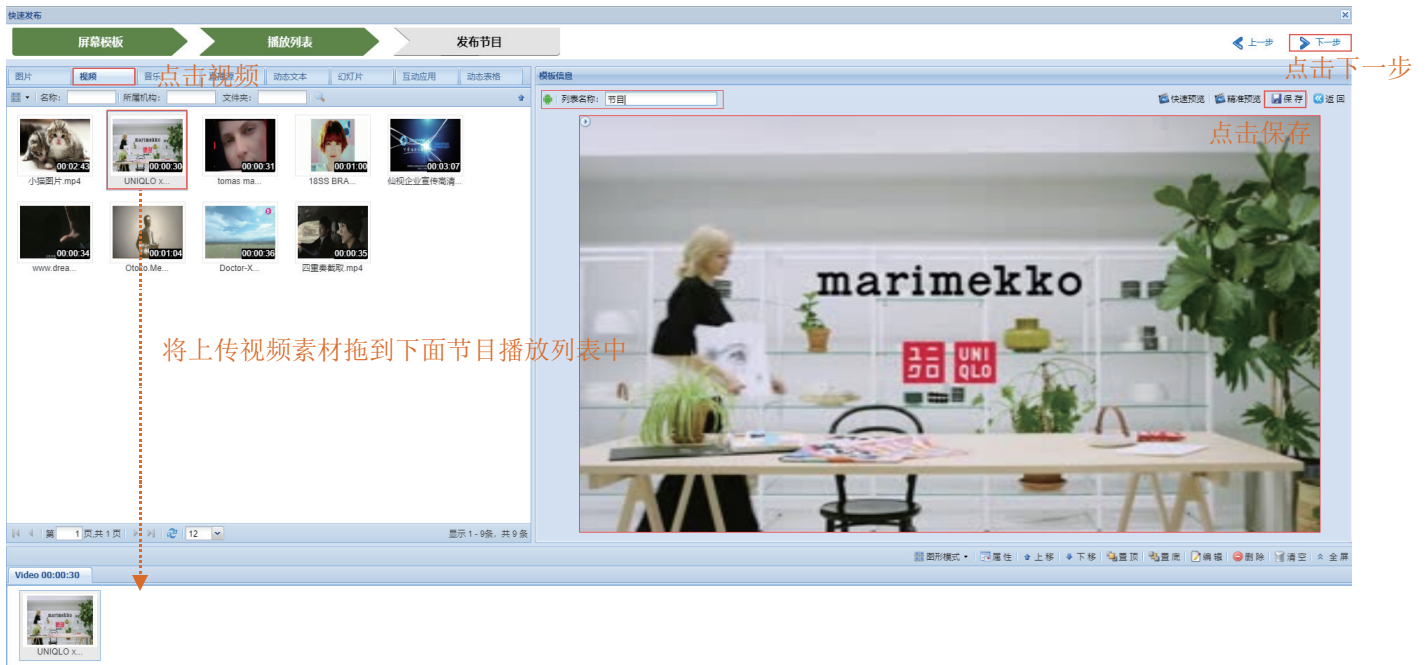 快速发布
屏幕模板 播放列表 发布节目 上一步 下一步
点击下一步
图片 视频 音乐 动态文本 幻灯片 互动应用 动态表格 模板信息
点击视频
名称: 所属机构: 文件夹: 列表名称: 节目 快速预览 精准预览 保存 返回
点击保存
00:02:43 00:00:30 00:00:31 00:01:00 00:03:07
小猫图片.mp4 UNIQLO x... tomas ma... 18SS BRA... 仙视企业宣传高清...
00:00:34 00:01:04 00:00:36 00:00:35
www.drea... Otoko.Me... Doctor-X... 四重奏截取.mp4
marimekko
ユニ UNI
クロ QLO
将上传视频素材拖到下面节目播放列表中
第 1 页,共 1 页 12 显示 1 - 9条, 共 9 条
图形模式 属性 上移 下移 置顶 置底 编辑 删除 清空 全屏
Video 00:00:30
marimekko
UNIQLO x...